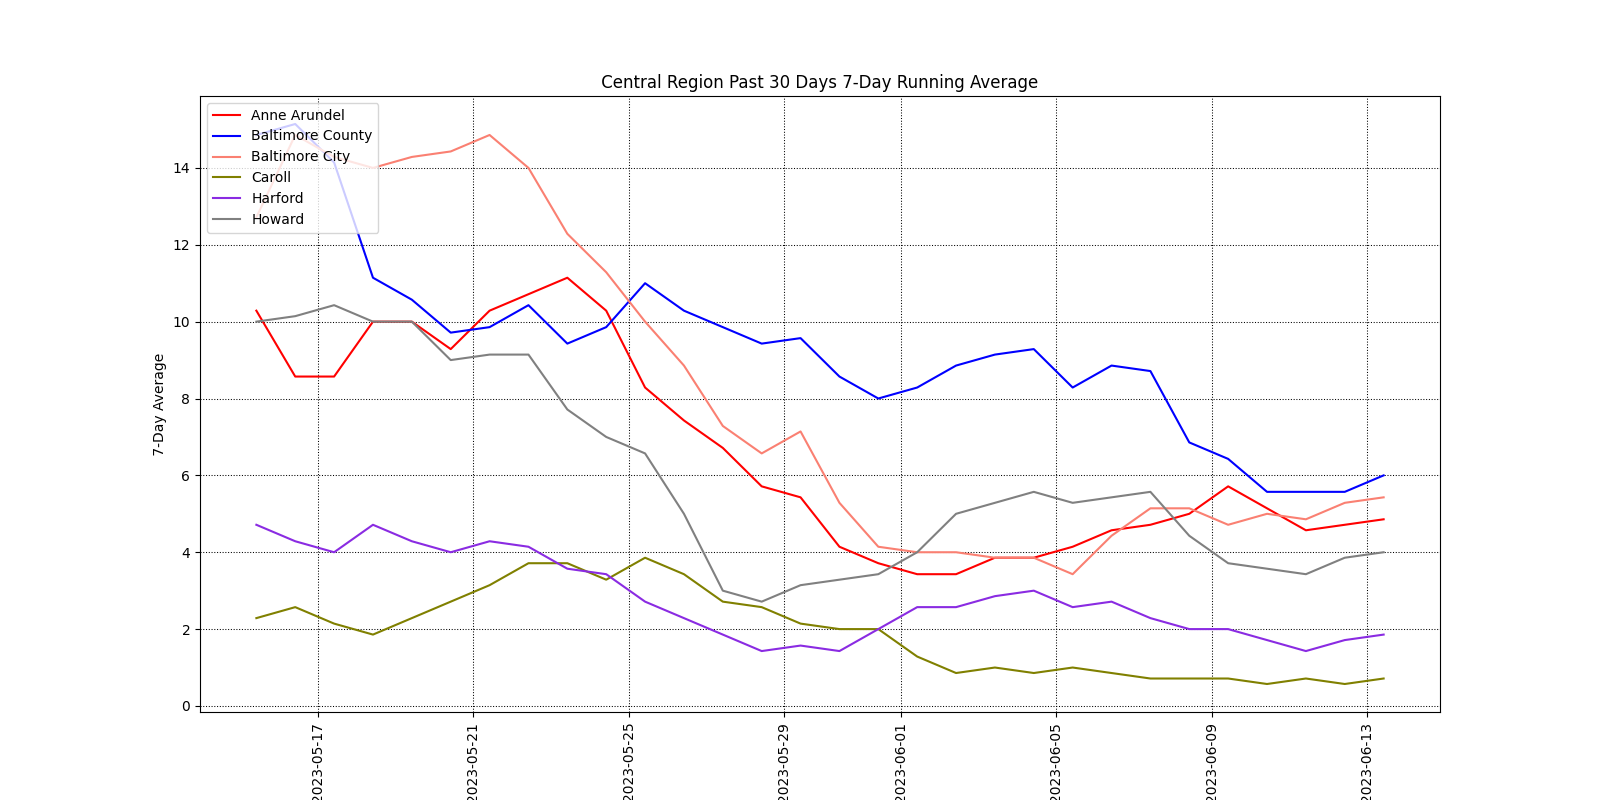 Central Region Past 30 Days 7-Day Running Average
Anne Arundel
Baltimore County
Baltimore City
Caroll
Harford
Howard
7-Day Average
14
12
10
8
6
4
2
0
2023-05-17
2023-05-21
2023-05-25
2023-05-29
2023-06-01
2023-06-05
2023-06-09
2023-06-13